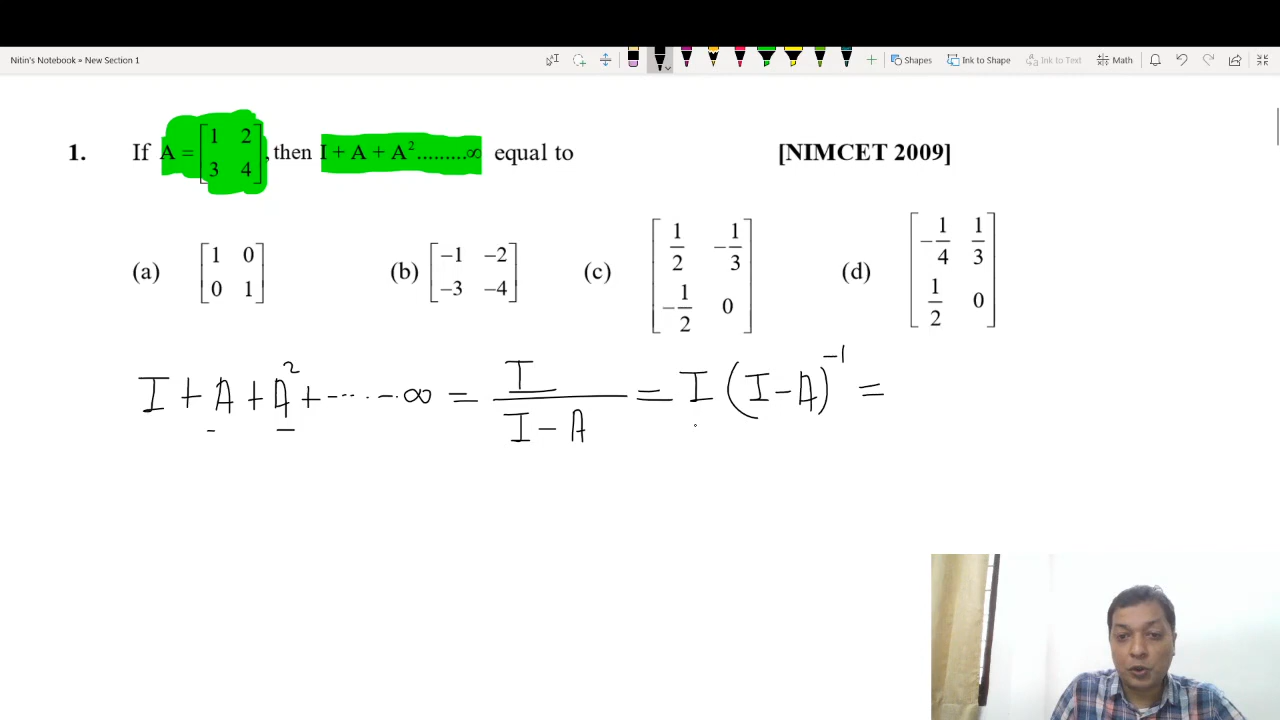 Nitin's Notebook » New Section 1
Shapes Ink to Shape Ink to Text Math
1. If A = [1 2 3 4], then I + A + A².........∞ equal to [NIMCET 2009]
(a) [1 0 0 1] (b) [−1 −2 −3 −4] (c) [1/2 −1/3 −1/2 0] (d) [−1/4 1/3 1/2 0]
I + A + A² + ------∞ = I/(I − A) = I (I − A)⁻¹ =